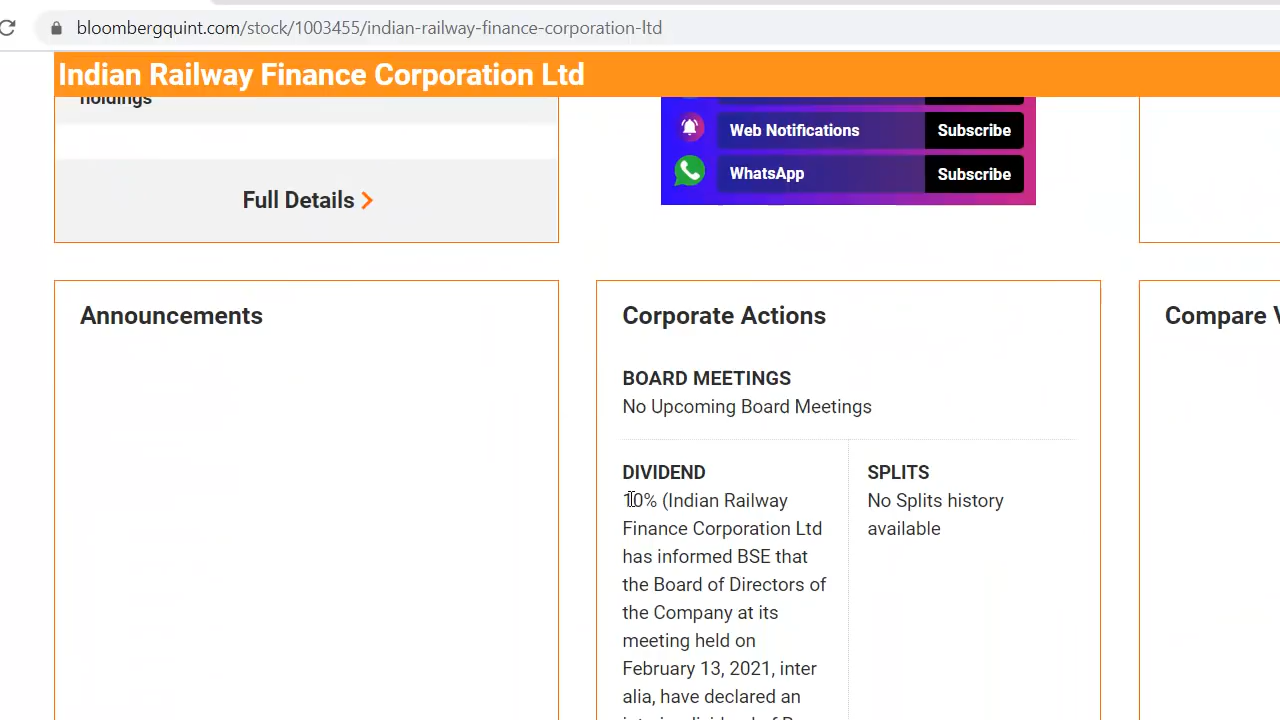 bloombergquint.com/stock/1003455/indian-railway-finance-corporation-ltd
Indian Railway Finance Corporation Ltd
holdings
Full Details
Web Notifications Subscribe
WhatsApp Subscribe
Announcements
Corporate Actions
BOARD MEETINGS
No Upcoming Board Meetings
DIVIDEND
10% (Indian Railway
Finance Corporation Ltd
has informed BSE that
the Board of Directors of
the Company at its
meeting held on
February 13, 2021, inter
alia, have declared an
SPLITS
No Splits history
available
Compare